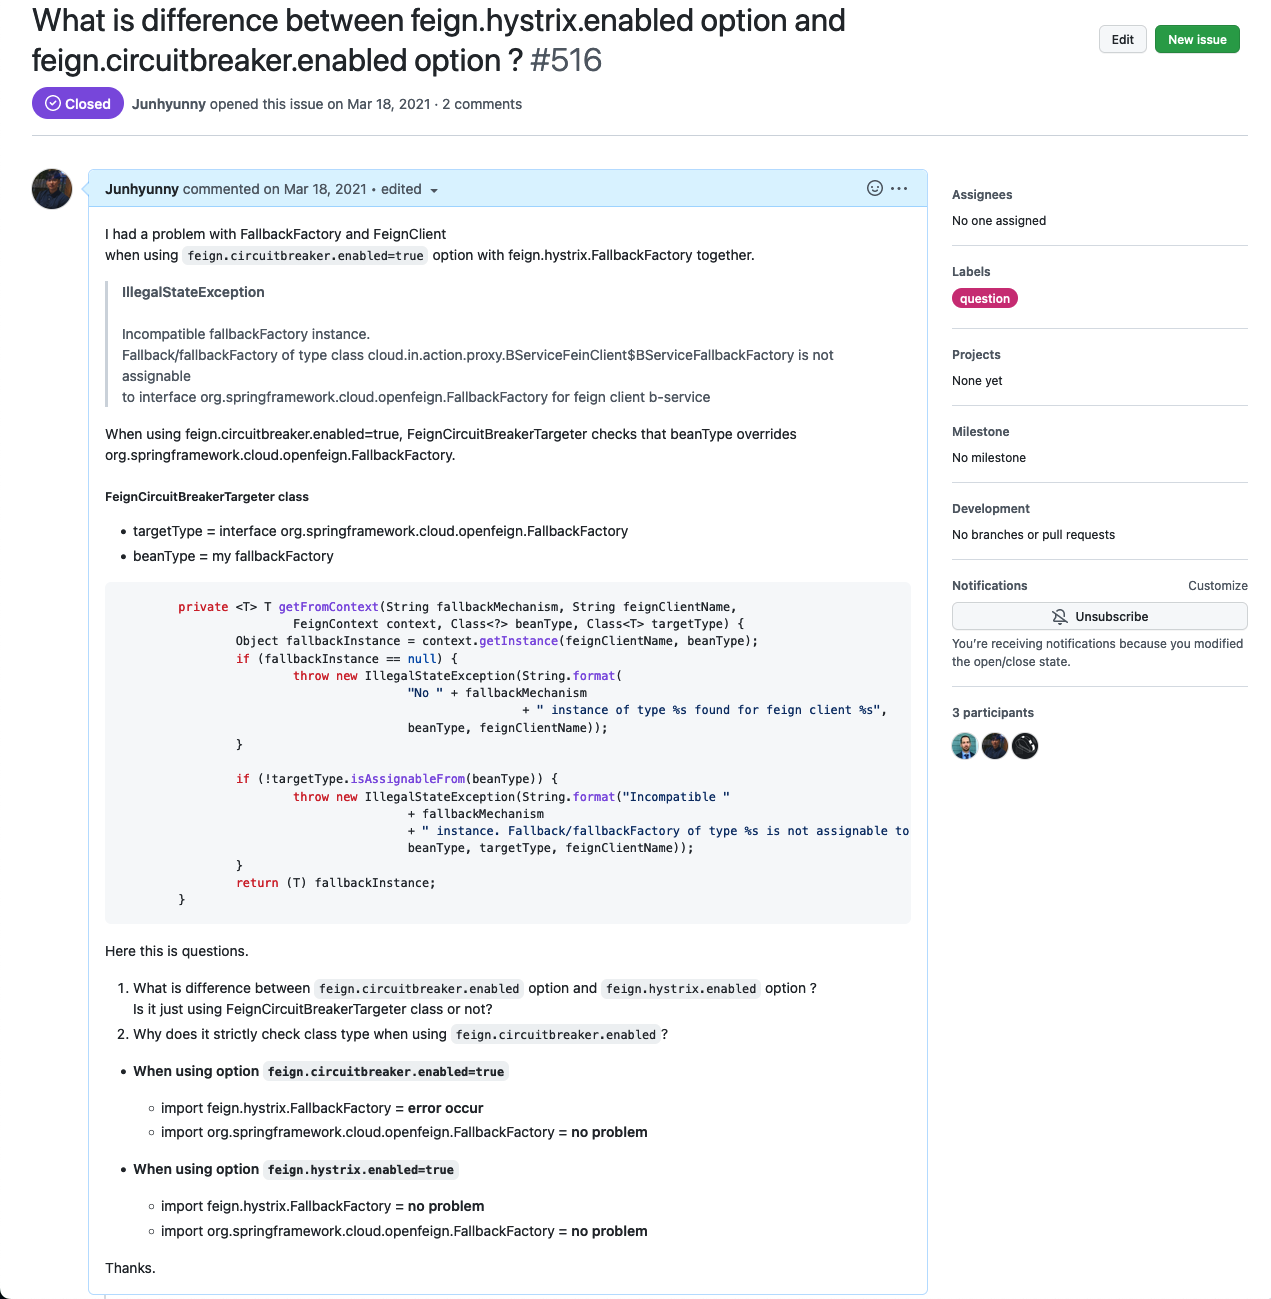 What is difference between feign.hystrix.enabled option and
feign.circuitbreaker.enabled option ? #516
Edit
New issue
Closed
Junhyunny opened this issue on Mar 18, 2021 · 2 comments
Junhyunny commented on Mar 18, 2021 • edited
I had a problem with FallbackFactory and FeignClient
when using feign.circuitbreaker.enabled=true option with feign.hystrix.FallbackFactory together.
IllegalStateException
Incompatible fallbackFactory instance.
Fallback/fallbackFactory of type class cloud.in.action.proxy.BServiceFeinClient$BServiceFallbackFactory is not
assignable
to interface org.springframework.cloud.openfeign.FallbackFactory for feign client b-service
When using feign.circuitbreaker.enabled=true, FeignCircuitBreakerTargeter checks that beanType overrides
org.springframework.cloud.openfeign.FallbackFactory.
FeignCircuitBreakerTargeter class
• targetType = interface org.springframework.cloud.openfeign.FallbackFactory
• beanType = my fallbackFactory
private <T> T getFromContext(String fallbackMechanism, String feignClientName,
FeignContext context, Class<?> beanType, Class<T> targetType) {
Object fallbackInstance = context.getInstance(feignClientName, beanType);
if (fallbackInstance == null) {
throw new IllegalStateException(String.format(
"No " + fallbackMechanism
+ " instance of type %s found for feign client %s",
beanType, feignClientName));
}
if (!targetType.isAssignableFrom(beanType)) {
throw new IllegalStateException(String.format("Incompatible "
+ fallbackMechanism
+ " instance. Fallback/fallbackFactory of type %s is not assignable to
beanType, targetType, feignClientName));
}
return (T) fallbackInstance;
}
Here this is questions.
1. What is difference between feign.circuitbreaker.enabled option and feign.hystrix.enabled option ?
Is it just using FeignCircuitBreakerTargeter class or not?
2. Why does it strictly check class type when using feign.circuitbreaker.enabled ?
• When using option feign.circuitbreaker.enabled=true
◦ import feign.hystrix.FallbackFactory = error occur
◦ import org.springframework.cloud.openfeign.FallbackFactory = no problem
• When using option feign.hystrix.enabled=true
◦ import feign.hystrix.FallbackFactory = no problem
◦ import org.springframework.cloud.openfeign.FallbackFactory = no problem
Thanks.
Assignees
No one assigned
Labels
question
Projects
None yet
Milestone
No milestone
Development
No branches or pull requests
Notifications
Customize
Unsubscribe
You're receiving notifications because you modified
the open/close state.
3 participants